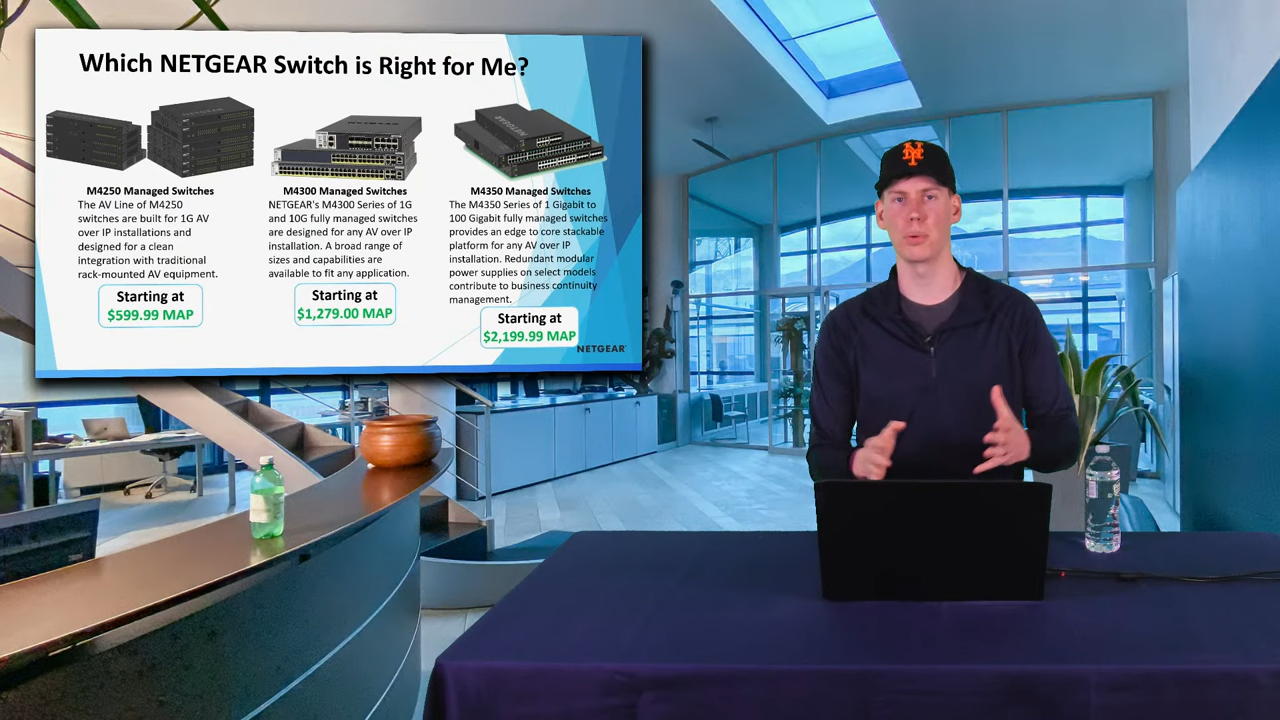 Which NETGEAR Switch is Right for Me?
M4250 Managed Switches
The AV Line of M4250
switches are built for 1G AV
over IP installations and
designed for a clean
integration with traditional
rack-mounted AV equipment.
Starting at
$599.99 MAP
M4300 Managed Switches
NETGEAR's M4300 Series of 1G
and 10G fully managed switches
are designed for any AV over IP
installation. A broad range of
sizes and capabilities are
available to fit any application.
Starting at
$1,279.00 MAP
M4350 Managed Switches
The M4350 Series of 1 Gigabit to
100 Gigabit fully managed switches
provides an edge to core stackable
platform for any AV over IP
installation. Redundant modular
power supplies on select models
contribute to business continuity
management.
Starting at
$2,199.99 MAP
NETGEAR
NY